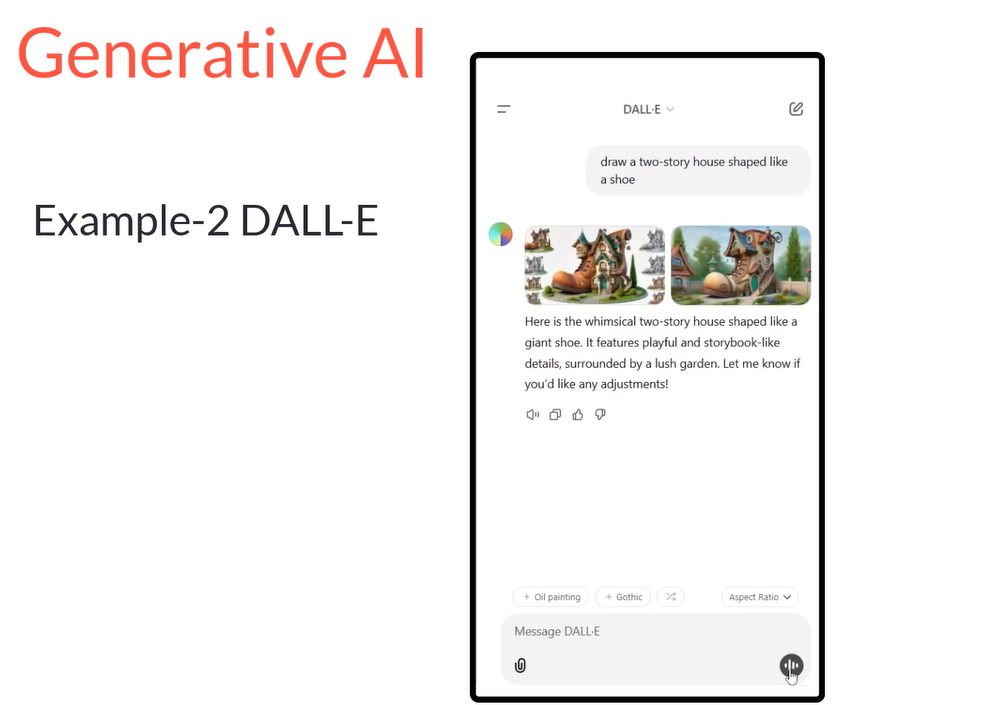 Generative AI
Example-2 DALL-E
DALL·E
draw a two-story house shaped like
a shoe
Here is the whimsical two-story house shaped like a
giant shoe. It features playful and storybook-like
details, surrounded by a lush garden. Let me know if
you'd like any adjustments!
+ Oil painting
+ Gothic
Aspect Ratio
Message DALL·E